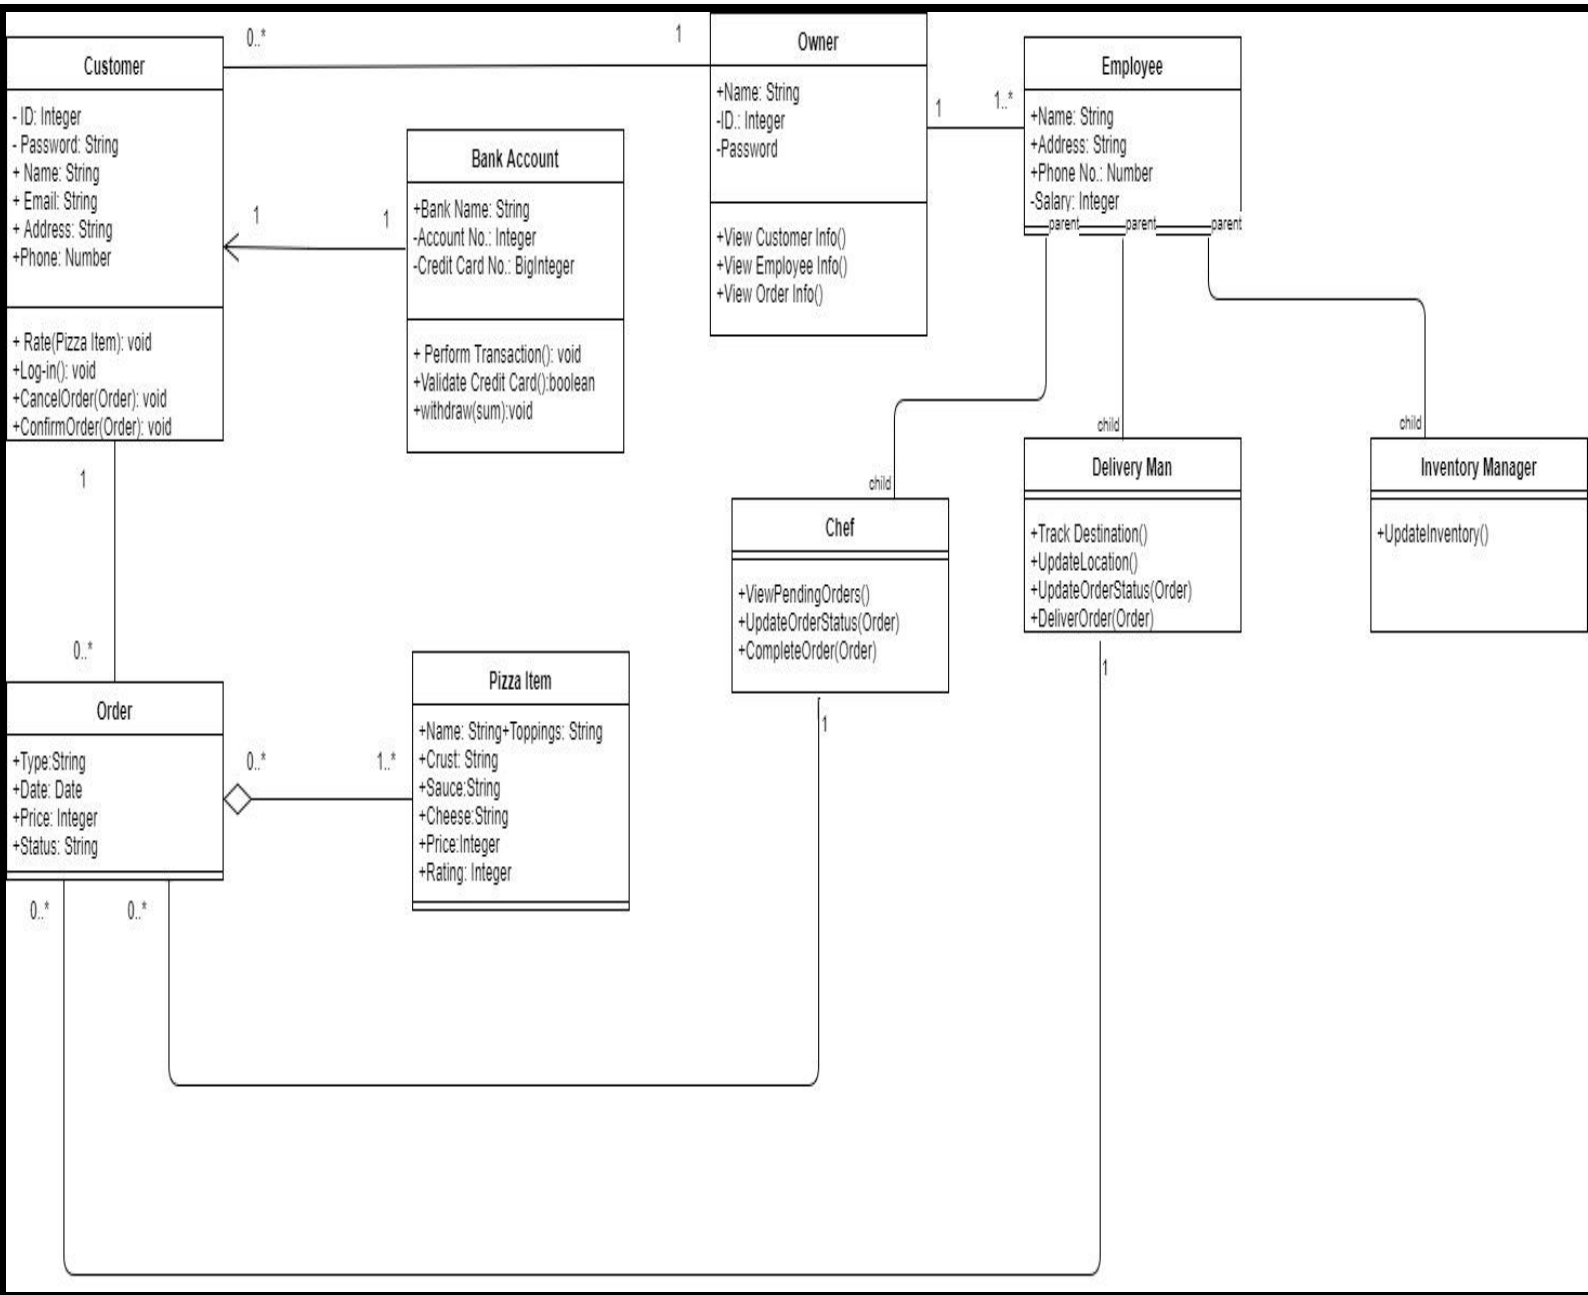 0..*
1
Customer
- ID: Integer
- Password: String
+ Name: String
+ Email: String
+ Address: String
+Phone: Number
+ Rate(Pizza Item): void
+Log-in(): void
+CancelOrder(Order): void
+ConfirmOrder(Order): void
1
1
Bank Account
+Bank Name: String
-Account No.: Integer
-Credit Card No.: BigInteger
+ Perform Transaction(): void
+Validate Credit Card():boolean
+withdraw(sum):void
Owner
+Name: String
-ID.: Integer
-Password
+View Customer Info()
+View Employee Info()
+View Order Info()
1
1..*
Employee
+Name: String
+Address: String
+Phone No.: Number
-Salary: Integer
parent
parent
parent
child
child
child
Chef
+ViewPendingOrders()
+UpdateOrderStatus(Order)
+CompleteOrder(Order)
1
Delivery Man
+Track Destination()
+UpdateLocation()
+UpdateOrderStatus(Order)
+DeliverOrder(Order)
1
Inventory Manager
+UpdateInventory()
1
0..*
Order
+Type:String
+Date: Date
+Price: Integer
+Status: String
0..*
0..*
0..*
1..*
Pizza Item
+Name: String+Toppings: String
+Crust: String
+Sauce:String
+Cheese:String
+Price:Integer
+Rating: Integer